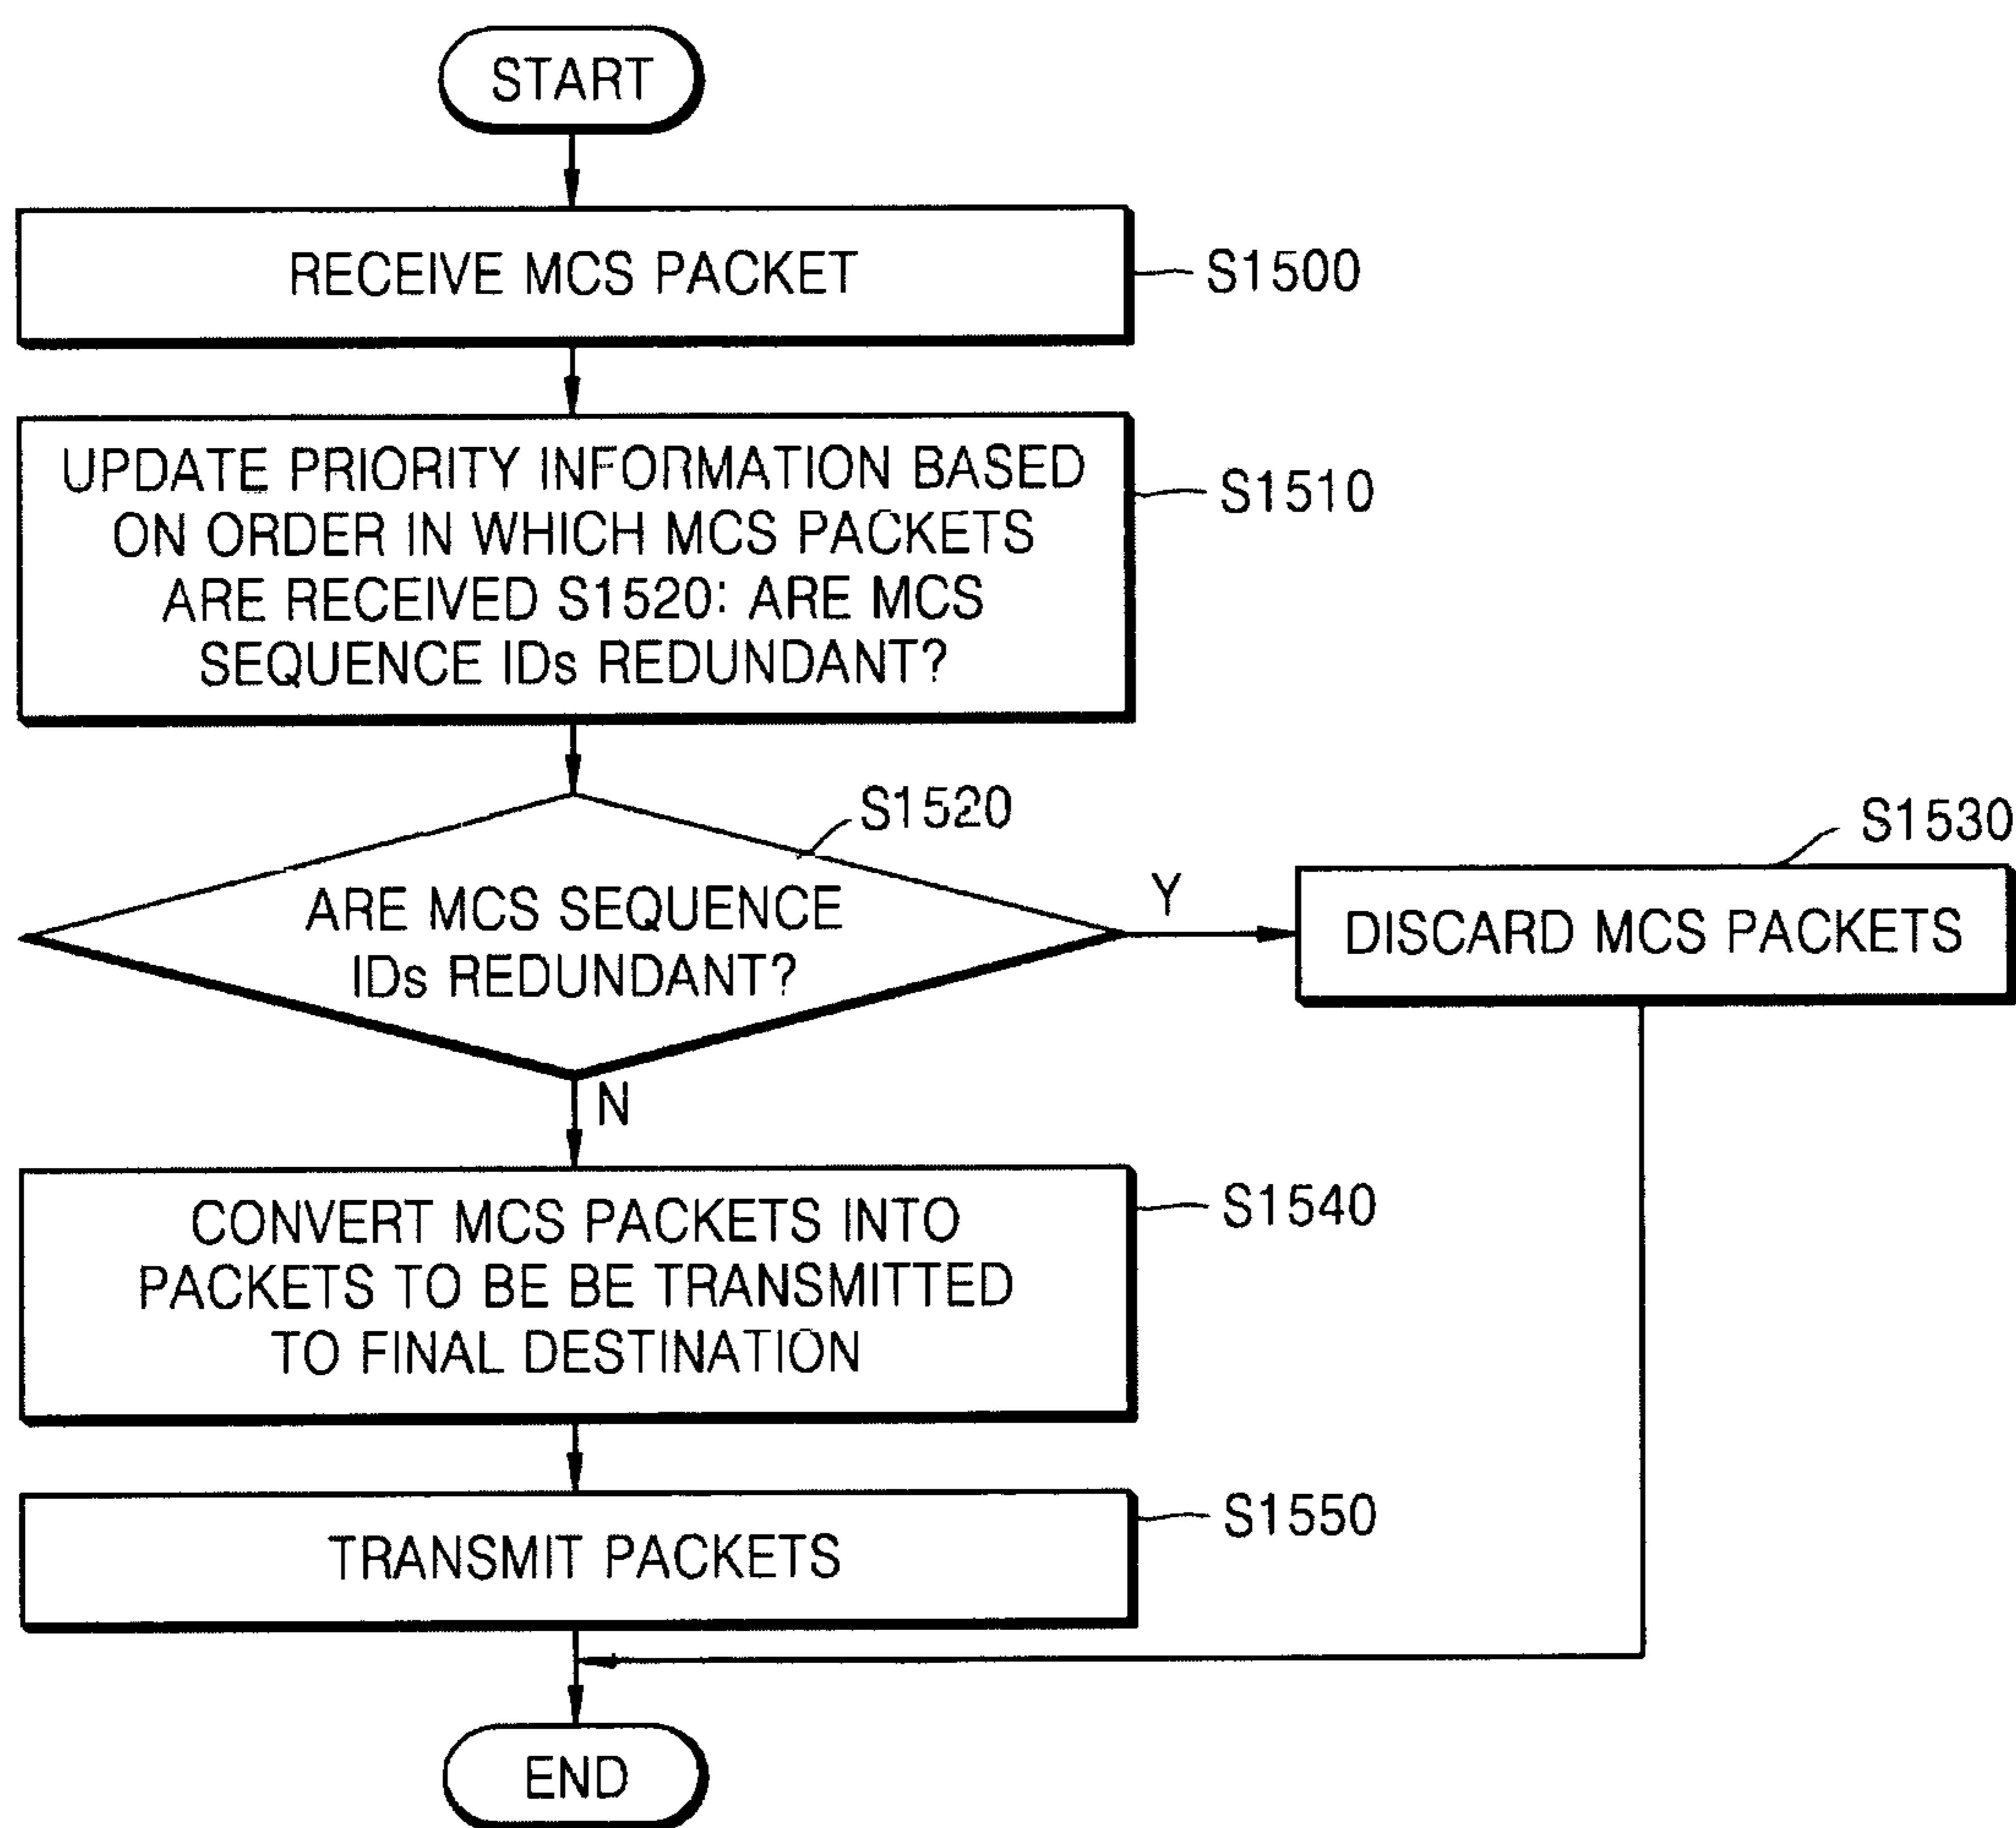 START
RECEIVE MCS PACKET
S1500
UPDATE PRIORITY INFORMATION BASED
ON ORDER IN WHICH MCS PACKETS
ARE RECEIVED S1520: ARE MCS
SEQUENCE IDs REDUNDANT?
S1510
S1520
ARE MCS SEQUENCE
IDs REDUNDANT?
Y
S1530
DISCARD MCS PACKETS
N
CONVERT MCS PACKETS INTO
PACKETS TO BE BE TRANSMITTED
TO FINAL DESTINATION
S1540
TRANSMIT PACKETS
S1550
END